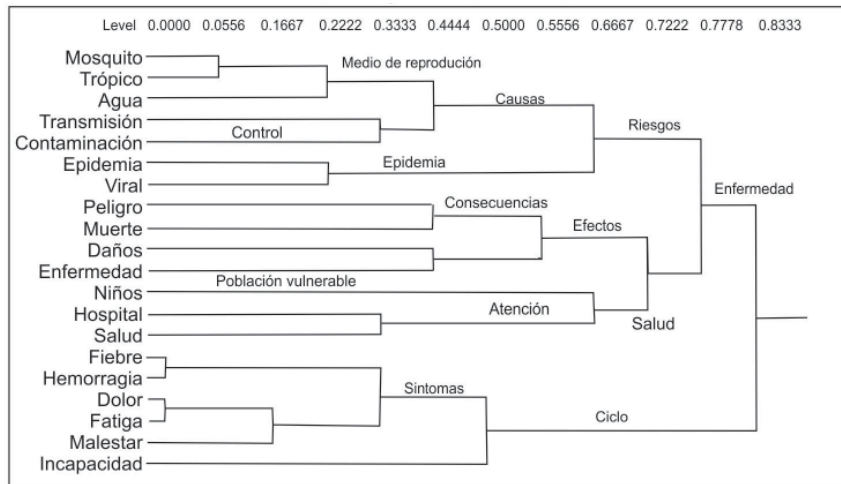 Level 0.0000 0.0556 0.1667 0.2222 0.3333 0.4444 0.5000 0.5556 0.6667 0.7222 0.7778 0.8333
Mosquito
Medio de reprodución
Trópico
Agua
Causas
Transmisión
Riesgos
Control
Contaminación
Epidemia
Epidemia
Viral
Enfermedad
Peligro
Consecuencias
Muerte
Efectos
Daños
Enfermedad
Población vulnerable
Niños
Atención
Hospital
Salud
Salud
Fiebre
Hemorragia
Sintomas
Dolor
Ciclo
Fatiga
Malestar
Incapacidad